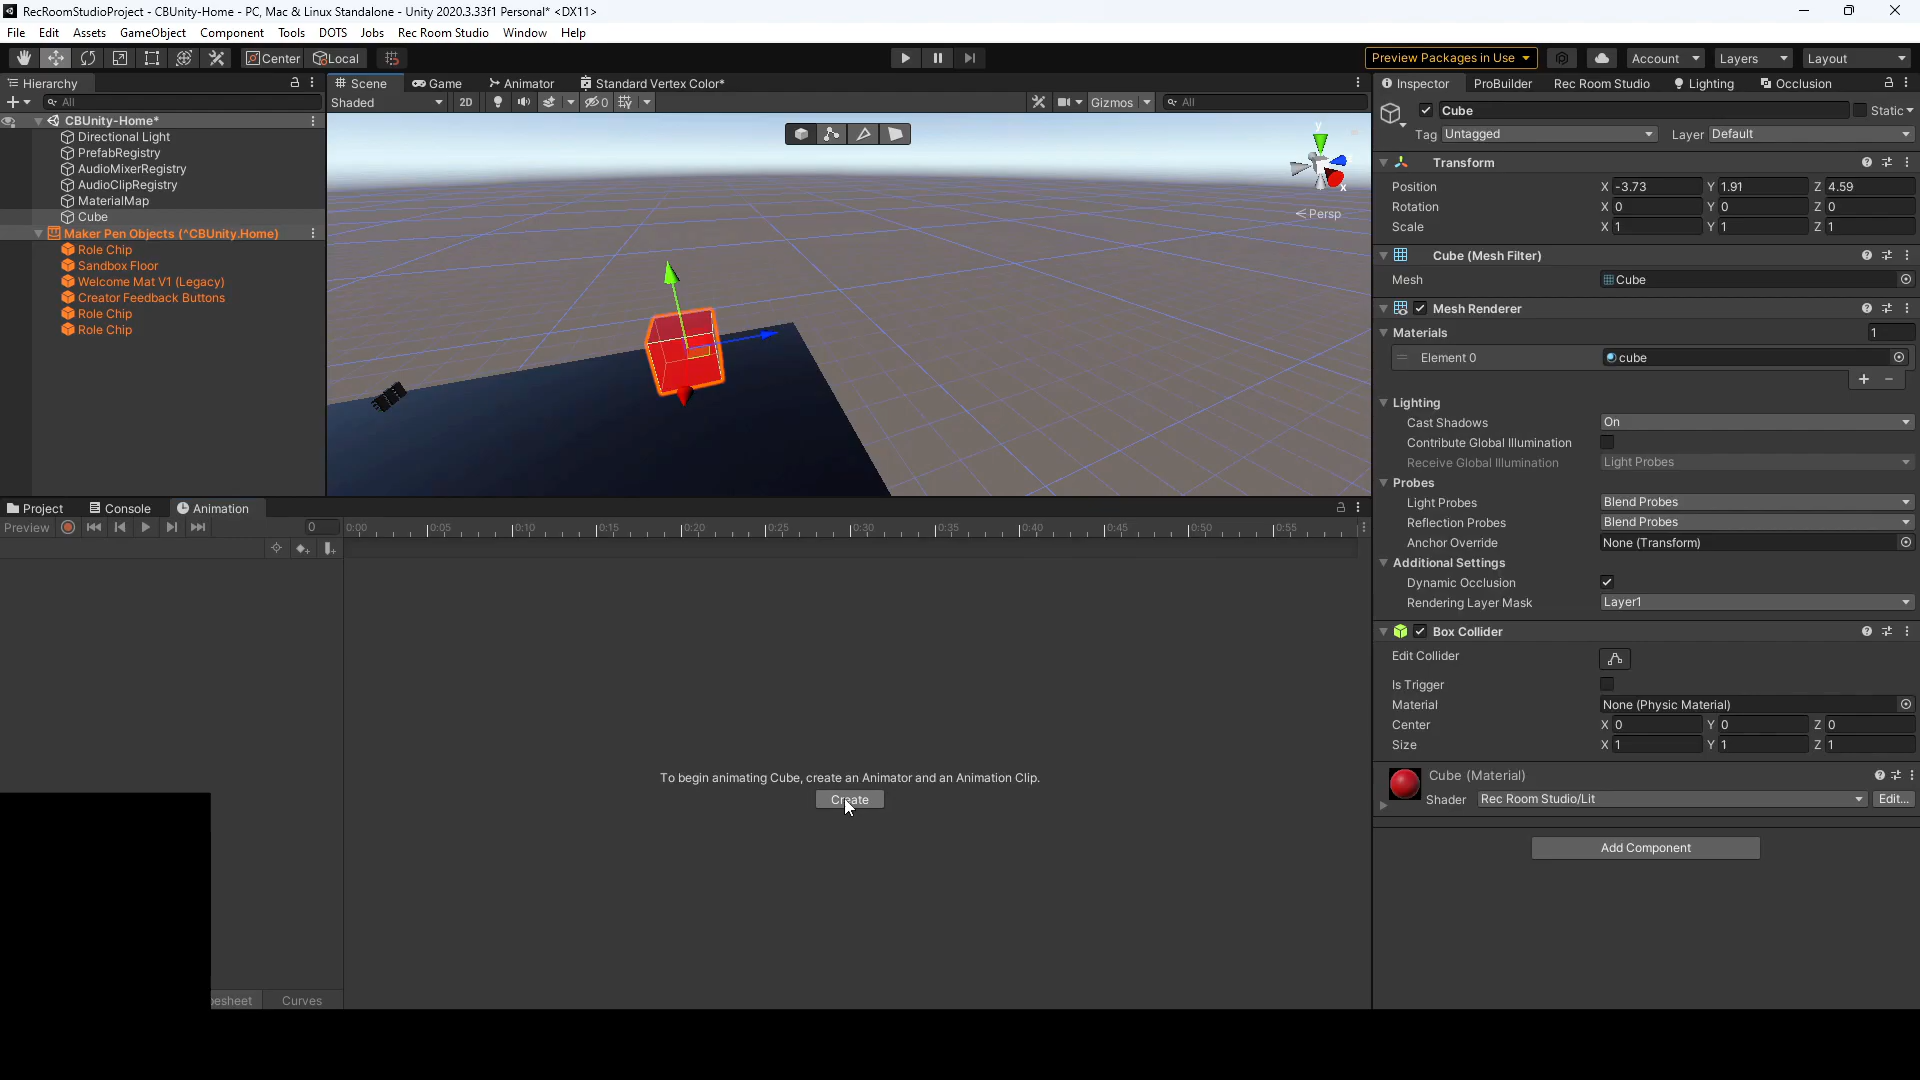 RecRoomStudioProject - CBUnity-Home - PC, Mac & Linux Standalone - Unity 2020.3.33f1 Personal* <DX11>
File Edit Assets GameObject Component Tools DOTS Jobs Rec Room Studio Window Help
Center Local Preview Packages in Use Account Layers Layout
Hierarchy
All
CBUnity-Home*
Directional Light
PrefabRegistry
AudioMixerRegistry
AudioClipRegistry
MaterialMap
Cube
Maker Pen Objects (^CBUnity.Home)
Role Chip
Sandbox Floor
Welcome Mat V1 (Legacy)
Creator Feedback Buttons
Role Chip
Role Chip
Scene Game Animator Standard Vertex Color*
Shaded 2D 0 Gizmos All
y
x
Persp
Project Console Animation
Preview 0 0:00 0:05 0:10 0:15 0:20 0:25 0:30 0:35 0:40 0:45 0:50 0:55
To begin animating Cube, create an Animator and an Animation Clip.
Create
pesheet Curves
Inspector ProBuilder Rec Room Studio Lighting Occlusion
Cube Static
Tag Untagged Layer Default
Transform
Position X -3.73 Y 1.91 Z 4.59
Rotation X 0 Y 0 Z 0
Scale X 1 Y 1 Z 1
Cube (Mesh Filter)
Mesh Cube
Mesh Renderer
Materials 1
Element 0 cube
Lighting
Cast Shadows On
Contribute Global Illumination
Receive Global Illumination Light Probes
Probes
Light Probes Blend Probes
Reflection Probes Blend Probes
Anchor Override None (Transform)
Additional Settings
Dynamic Occlusion
Rendering Layer Mask Layer1
Box Collider
Edit Collider
Is Trigger
Material None (Physic Material)
Center X 0 Y 0 Z 0
Size X 1 Y 1 Z 1
Cube (Material)
Shader Rec Room Studio/Lit Edit...
Add Component